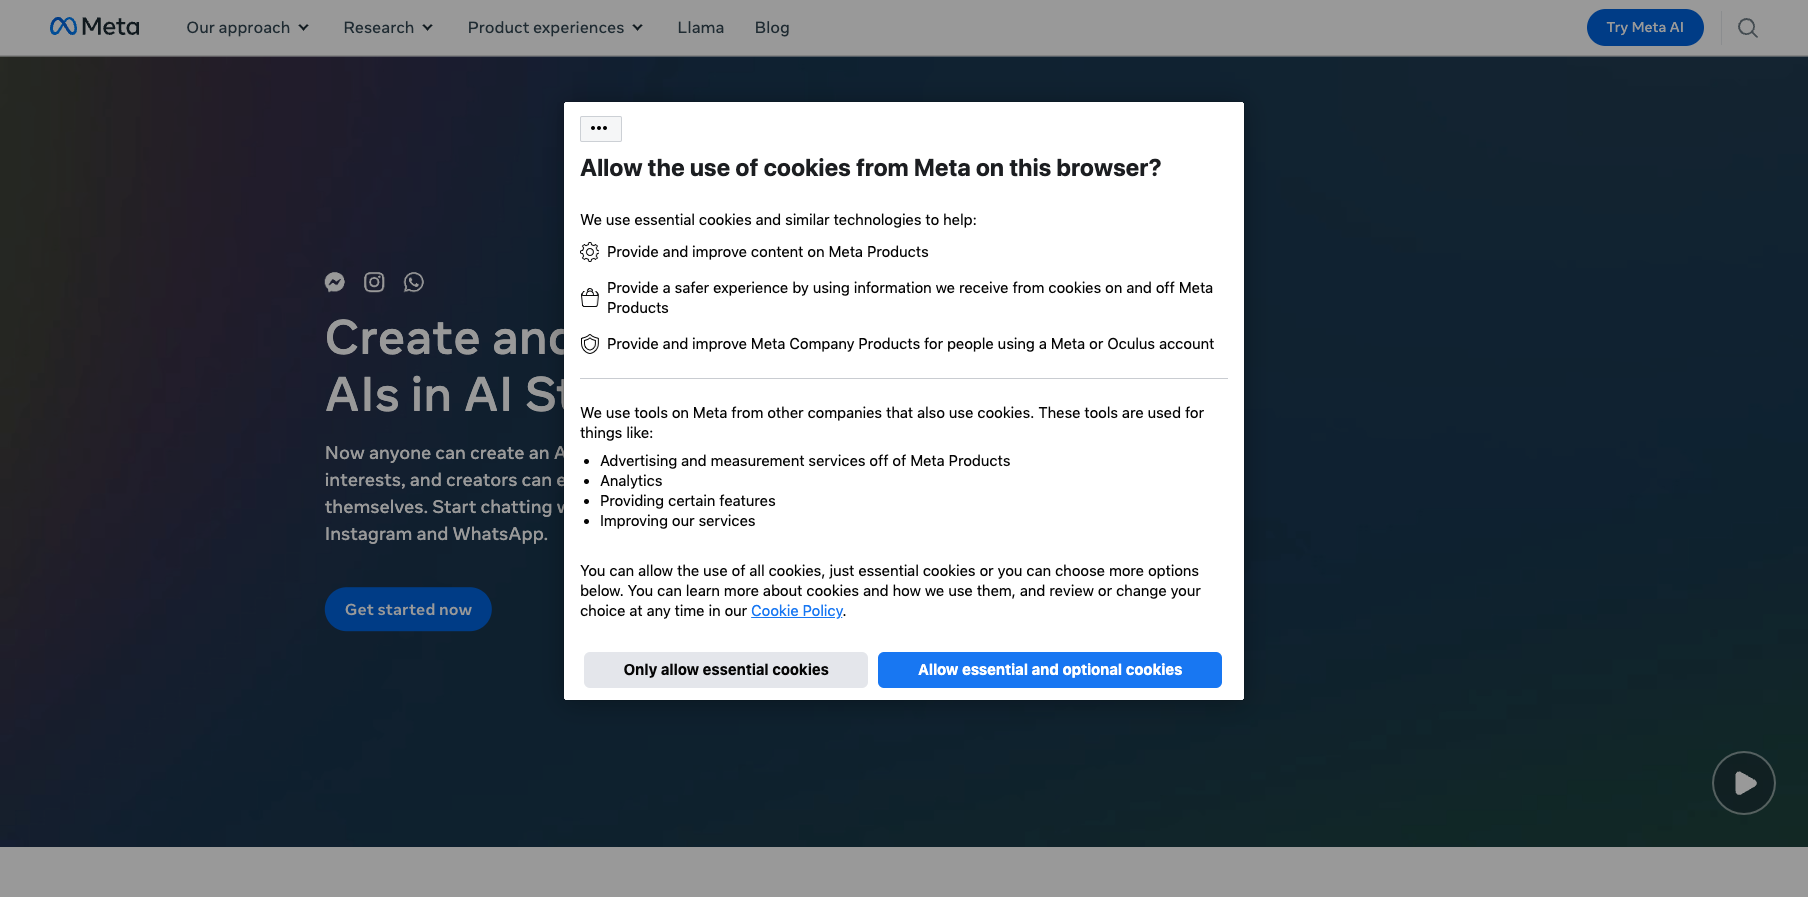 Meta
Our approach
Research
Product experiences
Llama
Blog
Try Meta AI
Allow the use of cookies from Meta on this browser?
We use essential cookies and similar technologies to help:
Provide and improve content on Meta Products
Provide a safer experience by using information we receive from cookies on and off Meta
Products
Provide and improve Meta Company Products for people using a Meta or Oculus account
We use tools on Meta from other companies that also use cookies. These tools are used for
things like:
• Advertising and measurement services off of Meta Products
• Analytics
• Providing certain features
• Improving our services
You can allow the use of all cookies, just essential cookies or you can choose more options
below. You can learn more about cookies and how we use them, and review or change your
choice at any time in our Cookie Policy.
Only allow essential cookies
Allow essential and optional cookies
Create and
AIs in AI
Now anyone can create an
interests, and creators can
themselves. Start chatting
Instagram and WhatsApp.
Get started now